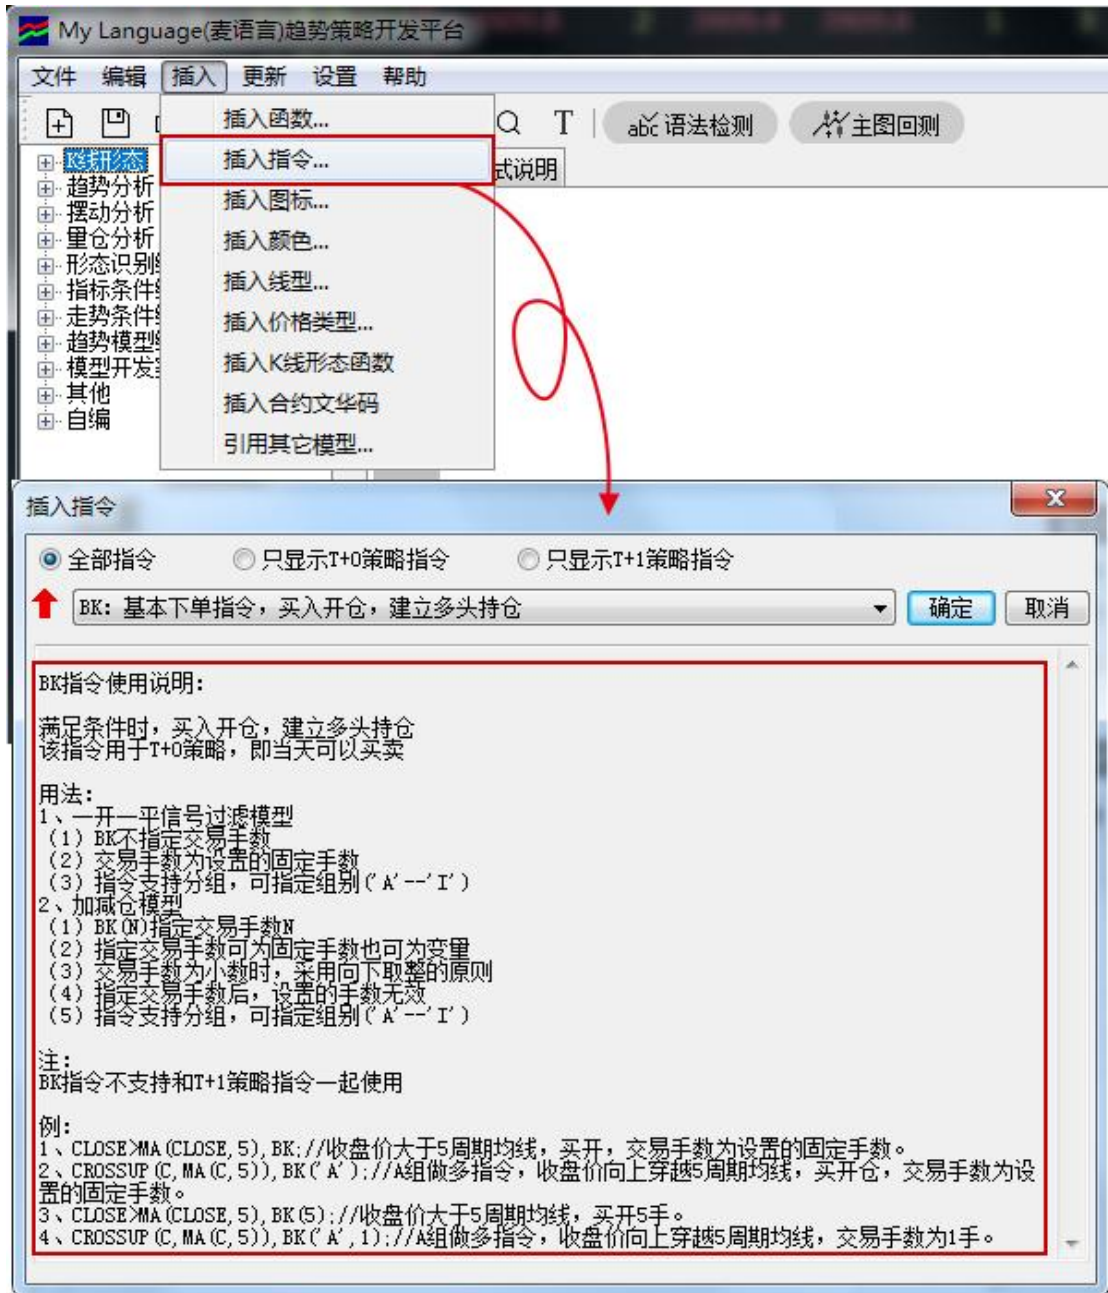 My Language(麦语言)趋势策略开发平台
文件 编辑 插入 更新 设置 帮助
插入函数...
T abc 语法检测 主图回测
K线形态
插入指令...
式说明
趋势分析
插入图标...
摆动分析
量仓分析
插入颜色...
形态识别
指标条件
插入线型...
走势条件
插入价格类型...
趋势模型
模型开发
插入K线形态函数
其他
插入合约文华码
自编
引用其它模型...
插入指令
全部指令 只显示T+0策略指令 只显示T+1策略指令
BK: 基本下单指令，买入开仓，建立多头持仓 确定 取消
BK指令使用说明:
满足条件时，买入开仓，建立多头持仓
该指令用于T+0策略，即当天可以买卖
用法:
1、一开一平信号过滤模型
(1) BK不指定交易手数
(2) 交易手数为设置的固定手数
(3) 指令支持分组，可指定组别('A'--'I')
2、加减仓模型
(1) BK(N)指定交易手数N
(2) 指定交易手数可为固定手数也可为变量
(3) 交易手数为小数时，采用向下取整的原则
(4) 指定交易手数后，设置的手数无效
(5) 指令支持分组，可指定组别('A'--'I')
注:
BK指令不支持和T+1策略指令一起使用
例:
1、CLOSE>MA(CLOSE,5),BK;//收盘价大于5周期均线，买开，交易手数为设置的固定手数。
2、CROSSUP(C,MA(C,5)),BK('A');//A组做多指令，收盘价向上穿越5周期均线，买开仓，交易手数为设
置的固定手数。
3、CLOSE>MA(CLOSE,5),BK(5);//收盘价大于5周期均线，买开5手。
4、CROSSUP(C,MA(C,5)),BK('A',1);//A组做多指令，收盘价向上穿越5周期均线，交易手数为1手。